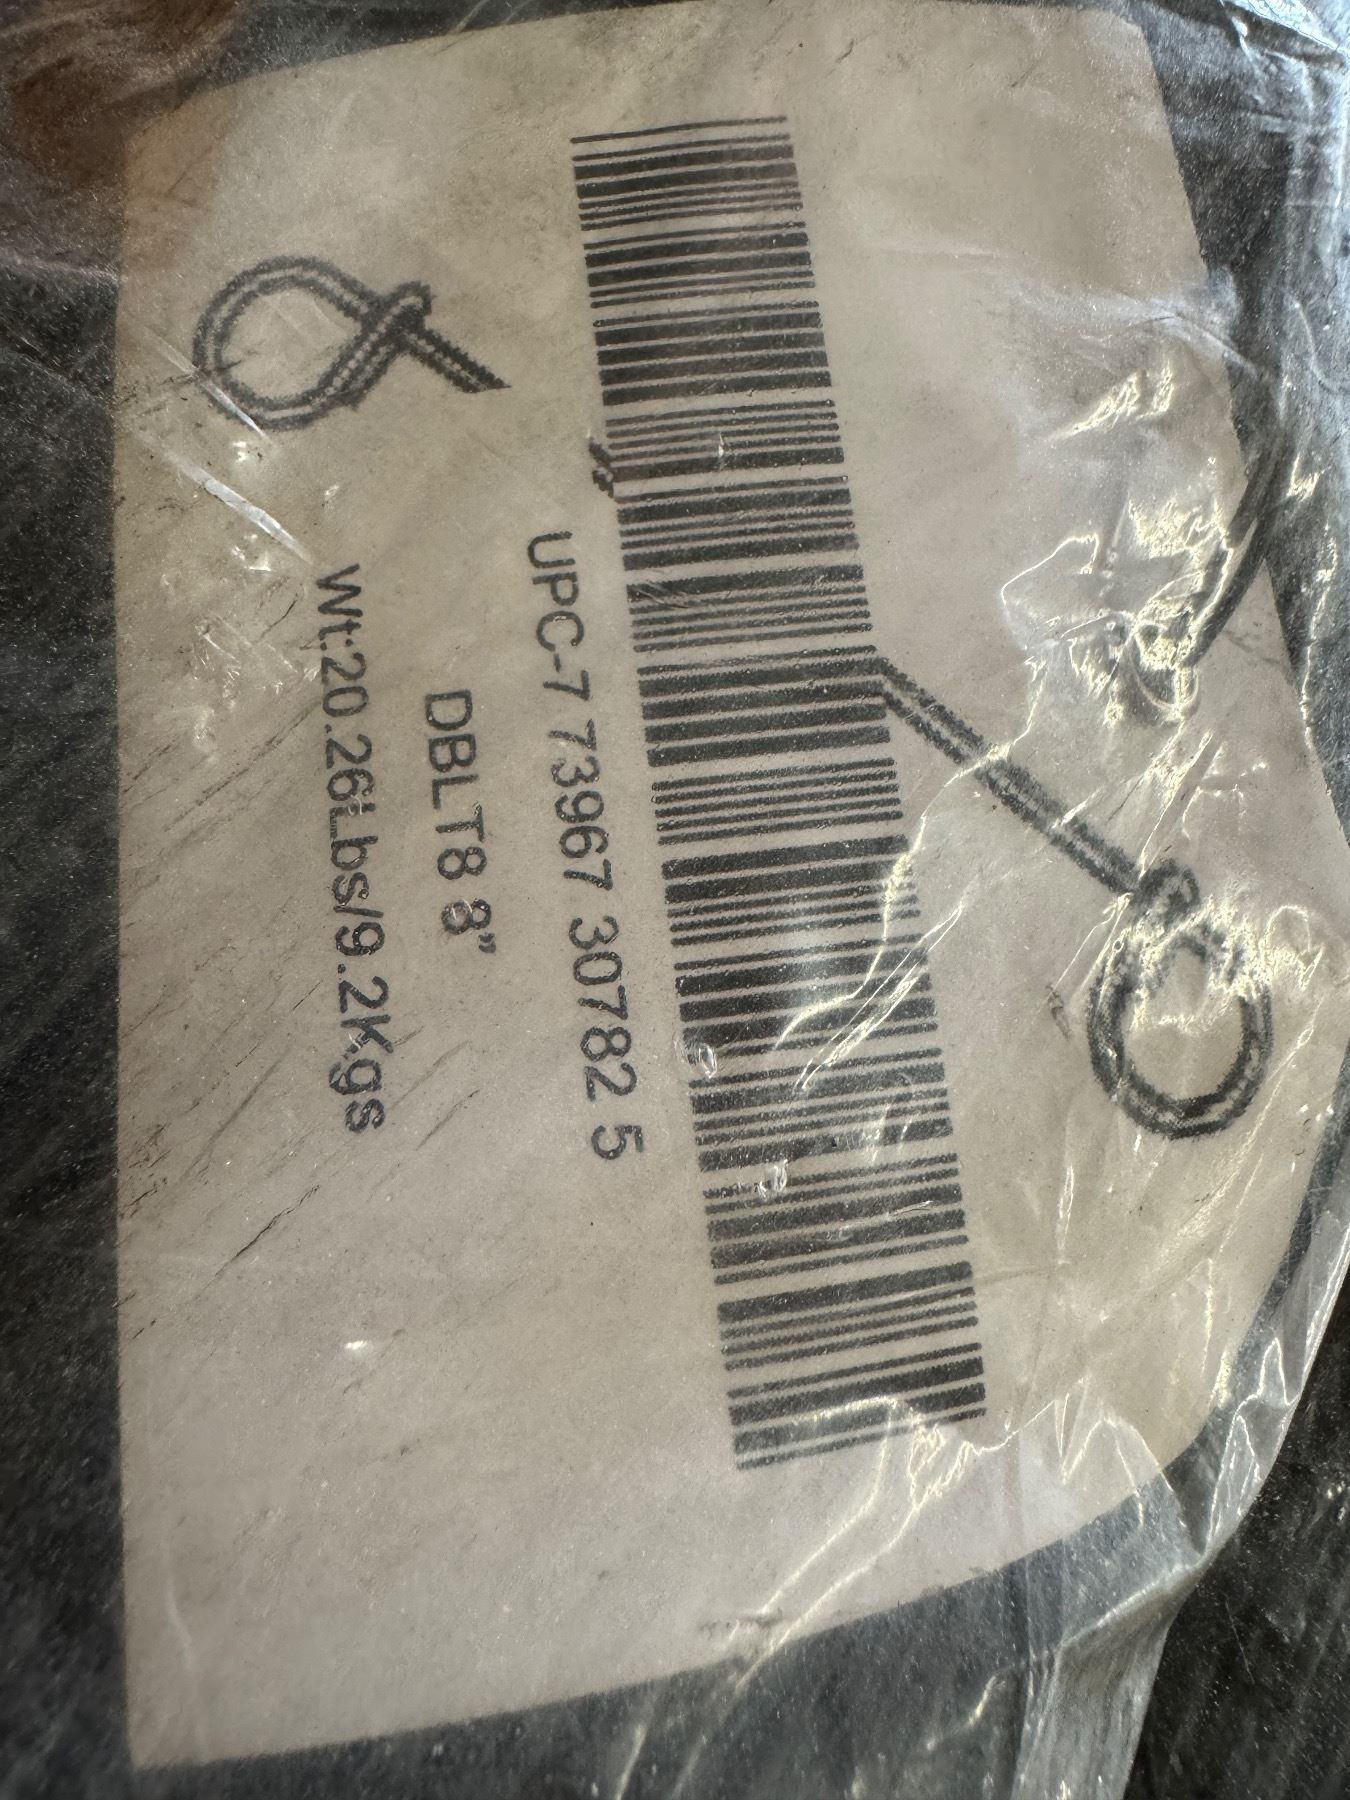 UPC-7 73967 30782 5
DBLT8 8”
Wt:20.26Lbs/9.2Kgs